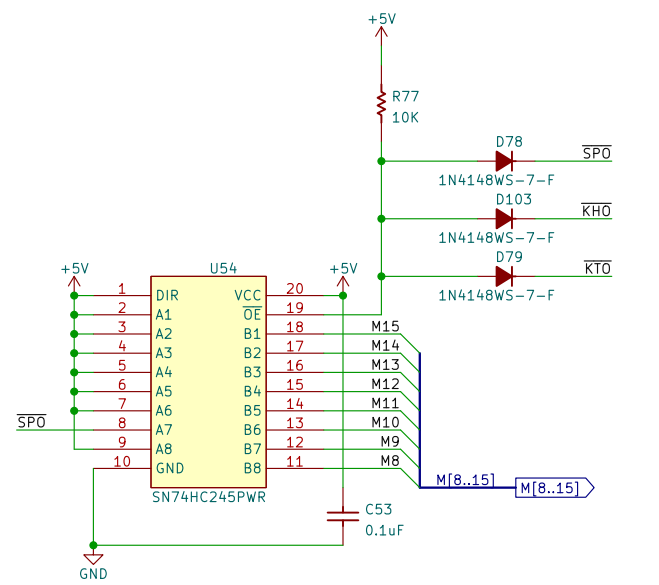 +5V
R77
10K
D78
SPO
1N4148WS-7-F
D103
KHO
1N4148WS-7-F
D79
KTO
1N4148WS-7-F
+5V
U54
+5V
1 DIR VCC 20
2 A1 OE 19
3 A2 B1 18 M15
4 A3 B2 17 M14
5 A4 B3 16 M13
6 A5 B4 15 M12
7 A6 B5 14 M11
SPO 8 A7 B6 13 M10
9 A8 B7 12 M9
10 GND B8 11 M8
M[8..15] M[8..15]
SN74HC245PWR
C53
0.1uF
GND